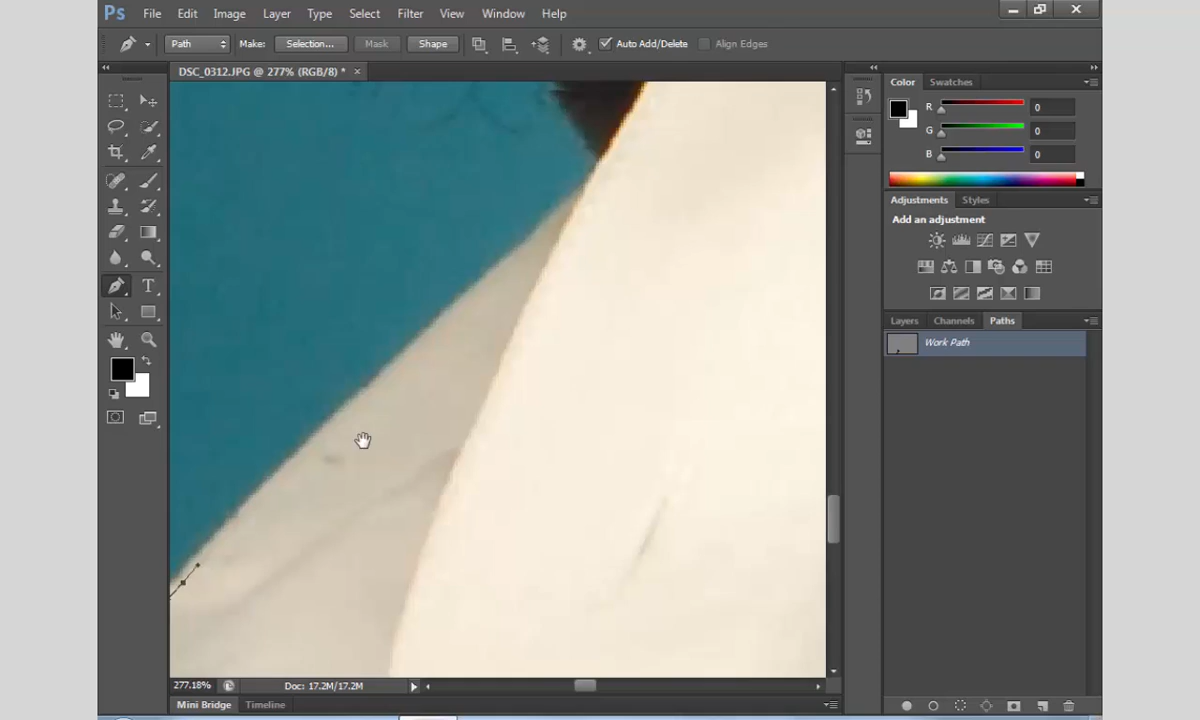 Ps File Edit Image Layer Type Select Filter View Window Help
Path Make: Selection... Mask Shape Auto Add/Delete Align Edges
DSC_0312.JPG @ 277% (RGB/8) * ×
Color Swatches
R 0
G 0
B 0
Adjustments Styles
Add an adjustment
Layers Channels Paths
Work Path
T
277.18% Doc: 17.2M/17.2M
Mini Bridge Timeline